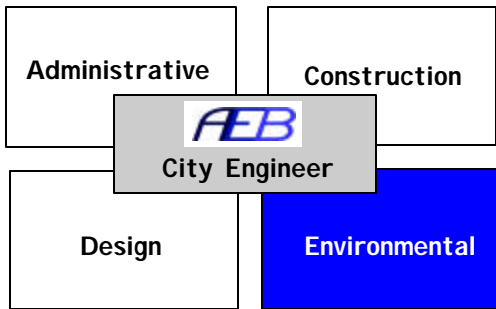 Administrative
Construction
AEB
City Engineer
Design
Environmental